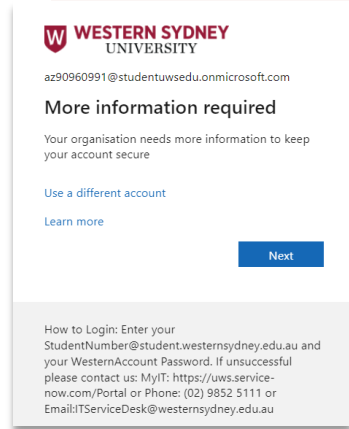 W WESTERN SYDNEY
UNIVERSITY
az90960991@studentuwsedu.onmicrosoft.com
More information required
Your organisation needs more information to keep
your account secure
Use a different account
Learn more
Next
How to Login: Enter your
StudentNumber@student.westernsydney.edu.au and
your WesternAccount Password. If unsuccessful
please contact us: MyIT: https://uws.service-
now.com/Portal or Phone: (02) 9852 5111 or
Email:ITServiceDesk@westernsydney.edu.au